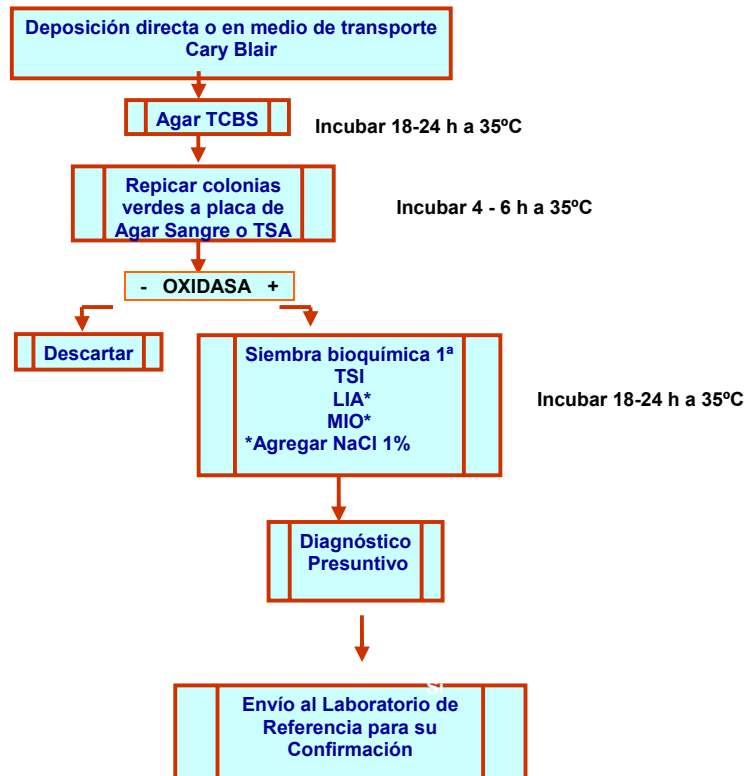 Deposición directa o en medio de transporte
Cary Blair
Agar TCBS
Incubar 18-24 h a 35ºC
Repicar colonias
verdes a placa de
Agar Sangre o TSA
Incubar 4 - 6 h a 35ºC
- OXIDASA +
Descartar
Siembra bioquímica 1ª
TSI
LIA*
MIO*
*Agregar NaCl 1%
Incubar 18-24 h a 35ºC
Diagnóstico
Presuntivo
Envío al Laboratorio de
Referencia para su
Confirmación